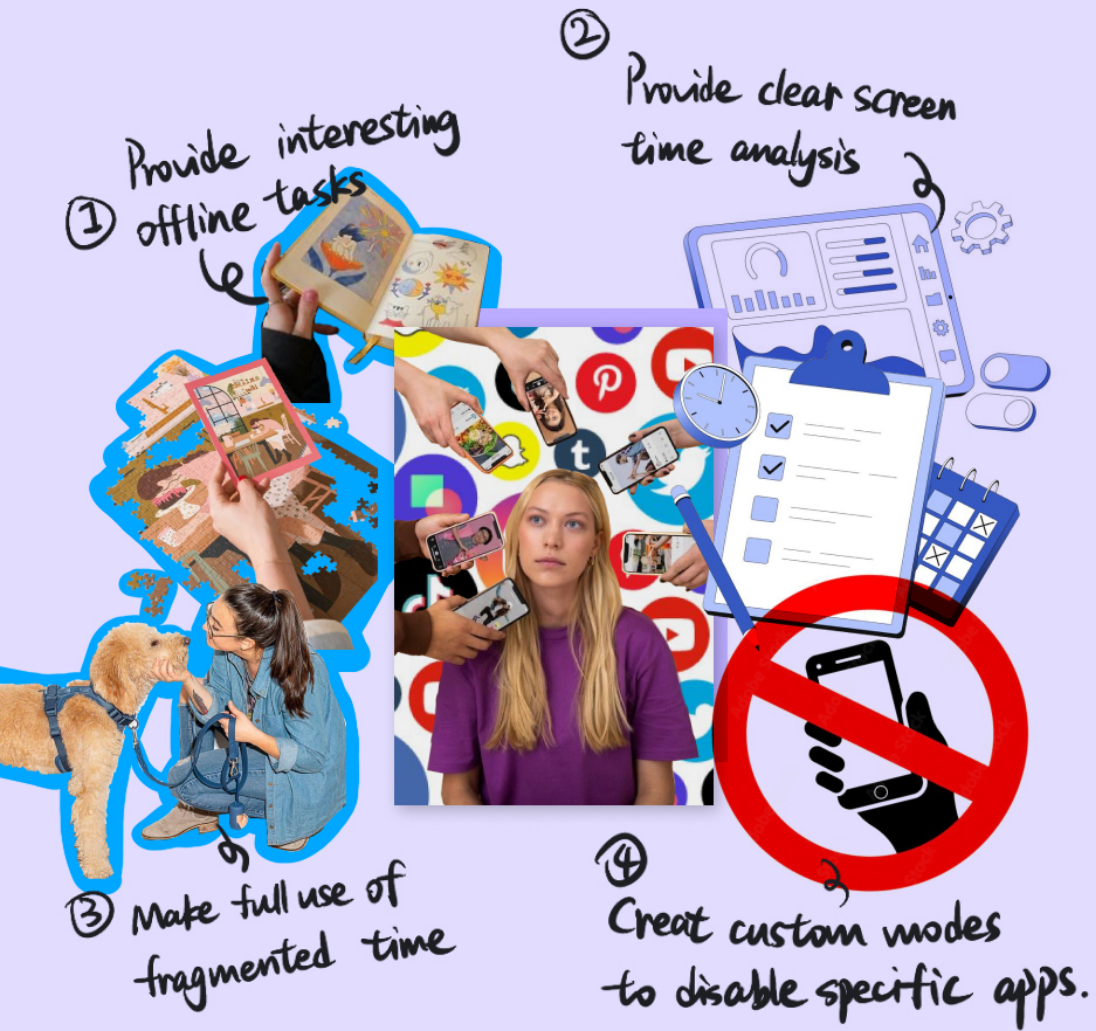 ①
Provide interesting
offline tasks
②
Provide clear screen
time analysis
③
Make full use of
fragmented time
④
Creat custom modes
to disable specific apps.
t